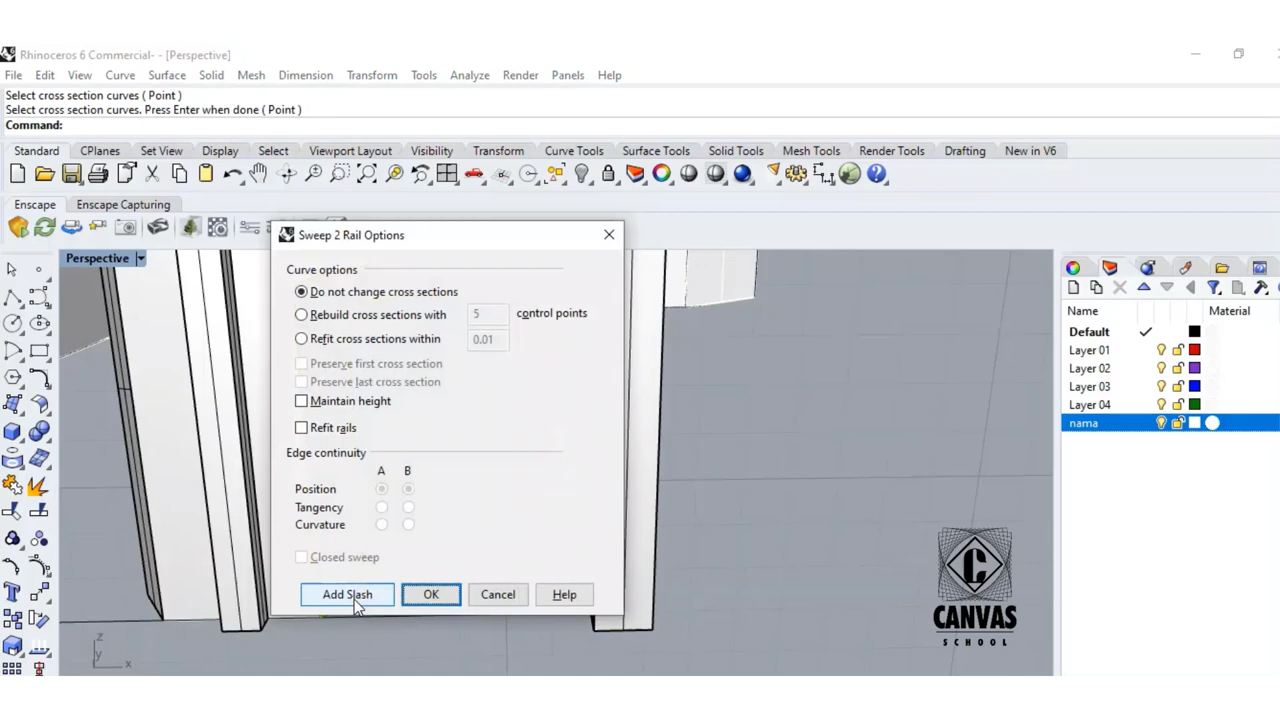 Rhinoceros 6 Commercial- - [Perspective]
File Edit View Curve Surface Solid Mesh Dimension Transform Tools Analyze Render Panels Help
Select cross section curves ( Point )
Select cross section curves. Press Enter when done ( Point )
Command:
Standard CPlanes Set View Display Select Viewport Layout Visibility Transform Curve Tools Surface Tools Solid Tools Mesh Tools Render Tools Drafting New in V6
Enscape Enscape Capturing
Perspective
Sweep 2 Rail Options
Curve options
Do not change cross sections
Rebuild cross sections with 5 control points
Refit cross sections within 0.01
Preserve first cross section
Preserve last cross section
Maintain height
Refit rails
Edge continuity
A B
Position
Tangency
Curvature
Closed sweep
Add Slash OK Cancel Help
Name Material
Default
Layer 01
Layer 02
Layer 03
Layer 04
nama
z
y
x
C
CANVAS
SCHOOL